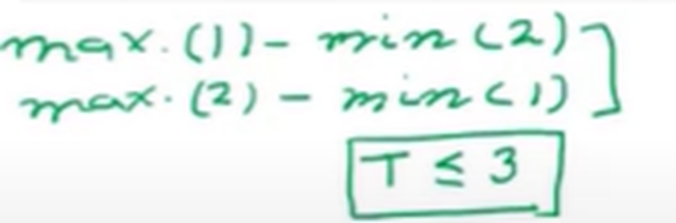 max. (1) - min (2)
max. (2) - min (1)
T ≤ 3